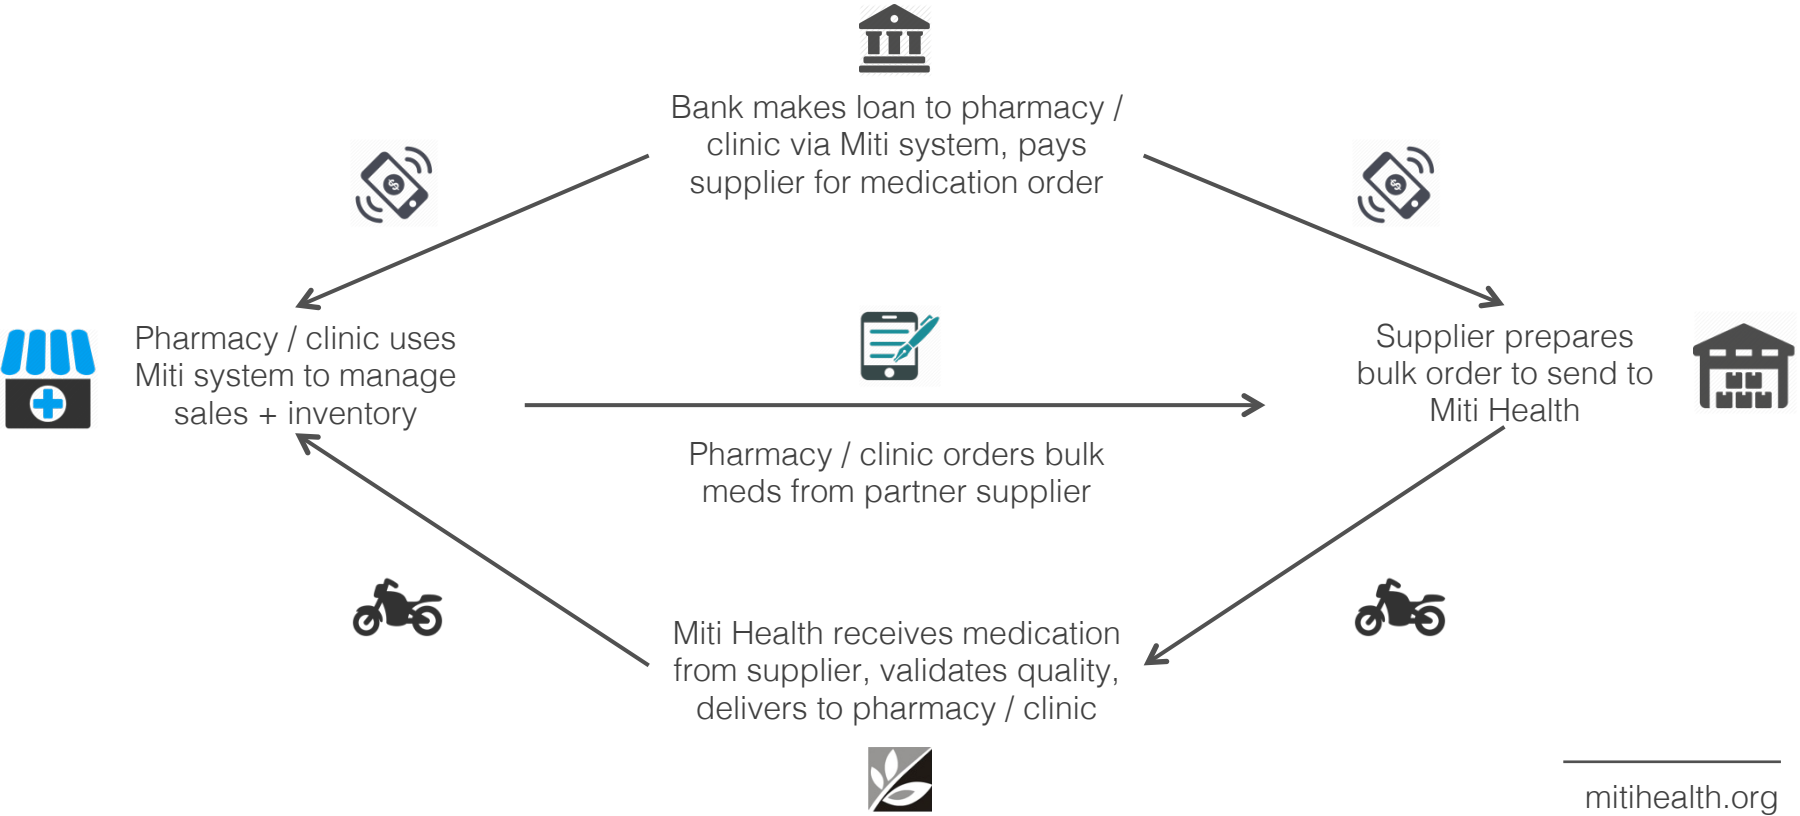 Bank makes loan to pharmacy /
clinic via Miti system, pays
supplier for medication order
Pharmacy / clinic uses
Miti system to manage
sales + inventory
Supplier prepares
bulk order to send to
Miti Health
Pharmacy / clinic orders bulk
meds from partner supplier
Miti Health receives medication
from supplier, validates quality,
delivers to pharmacy / clinic
mitihealth.org